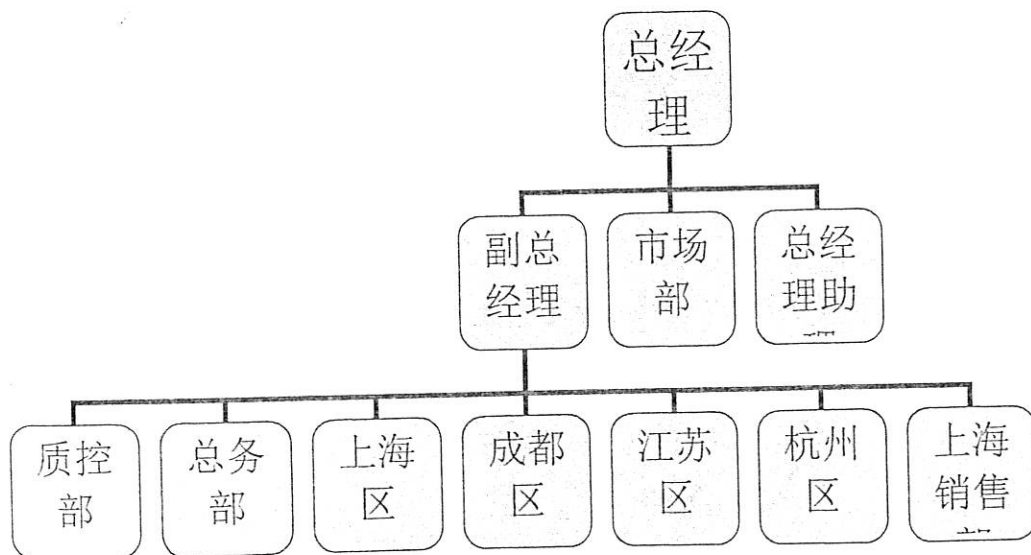 总经
理
副总
经理
市场
部
总经
理助
质控
部
总务
部
上海
区
成都
区
江苏
区
杭州
区
上海
销售